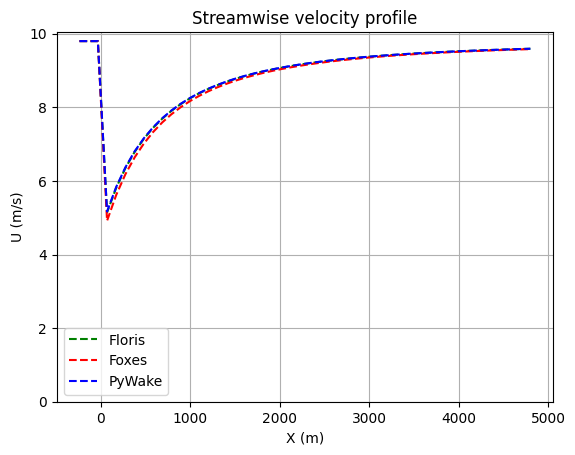 Streamwise velocity profile
U (m/s)
10
8
6
4
2
0
Floris
Foxes
PyWake
0 1000 2000 3000 4000 5000
X (m)